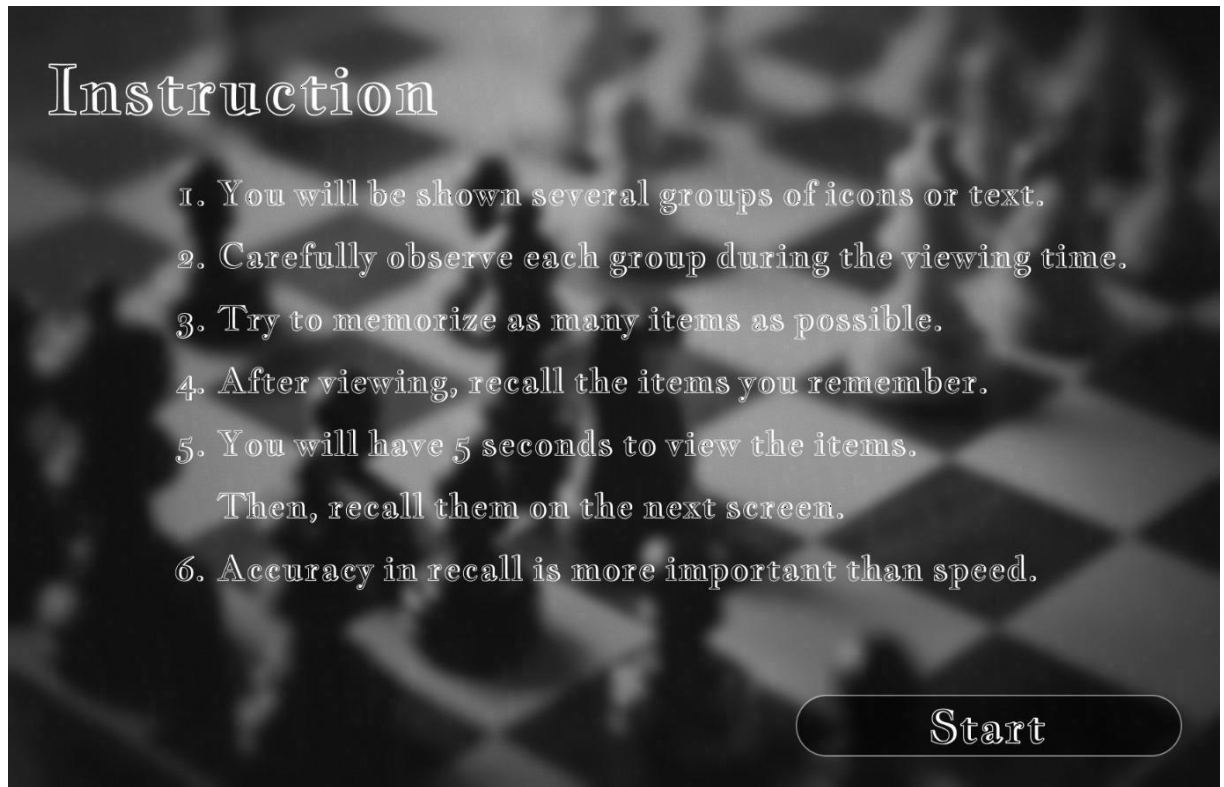 Instruction
1. You will be shown several groups of icons or text.
2. Carefully observe each group during the viewing time.
3. Try to memorize as many items as possible.
4. After viewing, recall the items you remember.
5. You will have 5 seconds to view the items.
Then, recall them on the next screen.
6. Accuracy in recall is more important than speed.
Start